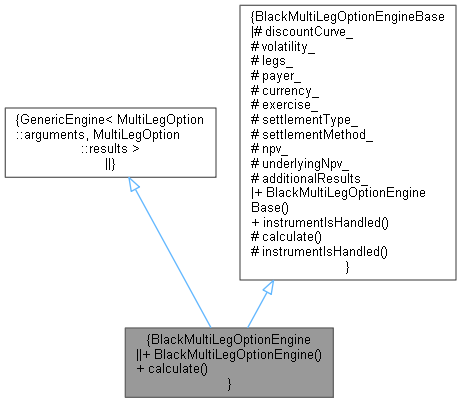 {BlackMultiLegOptionEngineBase
|# discountCurve_
# volatility_
# legs_
# payer_
# currency_
# exercise_
# settlementType_
# settlementMethod_
# npv_
# underlyingNpv_
# additionalResults_
|+ BlackMultiLegOptionEngine
Base()
+ instrumentIsHandled()
# calculate()
# instrumentIsHandled()
}
{GenericEngine< MultiLegOption
::arguments, MultiLegOption
::results >
||}
{BlackMultiLegOptionEngine
||+ BlackMultiLegOptionEngine()
+ calculate()
}